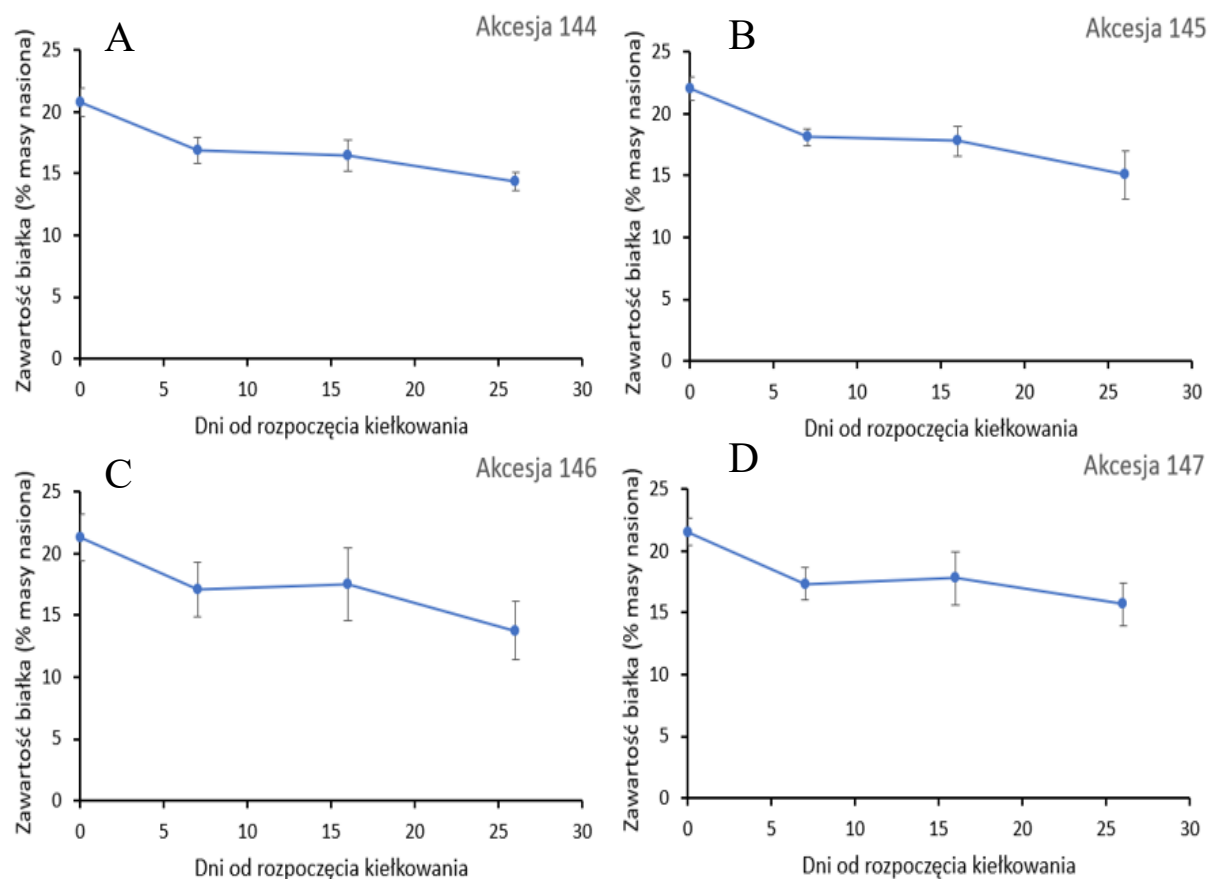 A
Akcesja 144
Zawartość białka (% masy nasiona)
25
20
15
10
5
0
0 5 10 15 20 25 30
Dni od rozpoczęcia kiełkowania
B
Akcesja 145
Zawartość białka (% masy nasiona)
25
20
15
10
5
0
0 5 10 15 20 25 30
Dni od rozpoczęcia kiełkowania
C
Akcesja 146
Zawartość białka (% masy nasiona)
25
20
15
10
5
0
0 5 10 15 20 25 30
Dni od rozpoczęcia kiełkowania
D
Akcesja 147
Zawartość białka (% masy nasiona)
25
20
15
10
5
0
0 5 10 15 20 25 30
Dni od rozpoczęcia kiełkowania